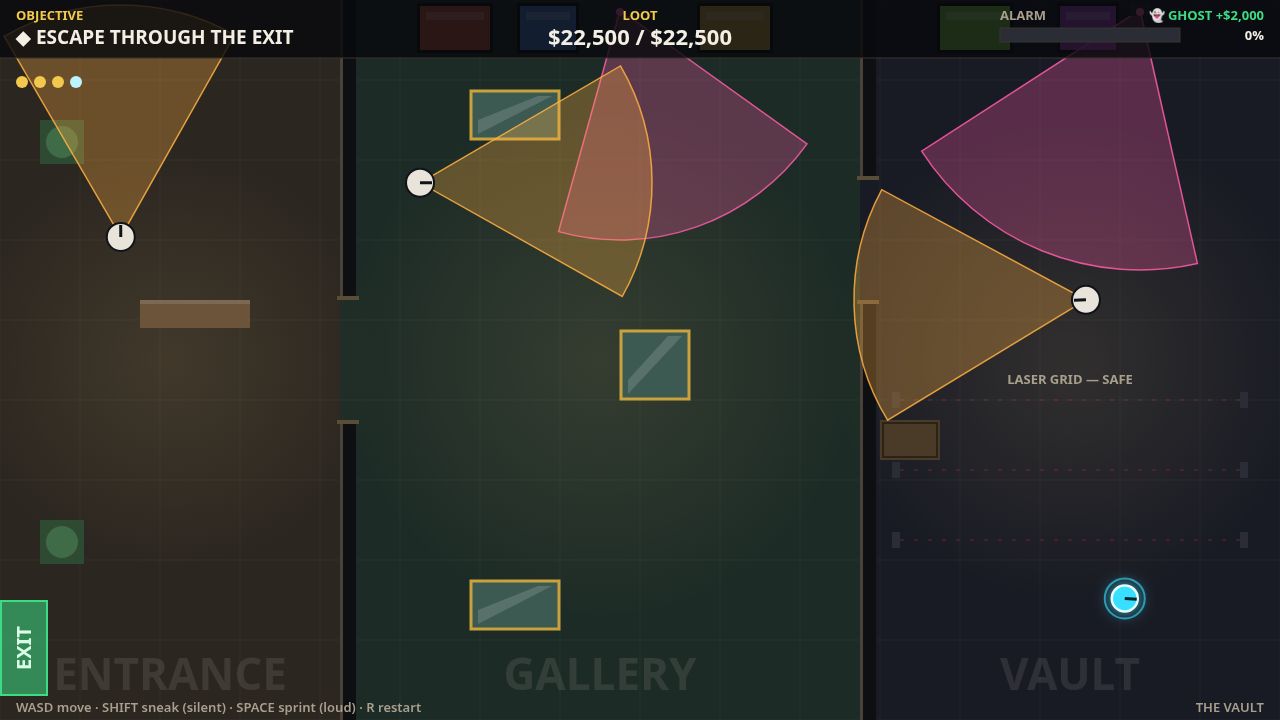 OBJECTIVE
◆ ESCAPE THROUGH THE EXIT
LOOT
$22,500 / $22,500
ALARM
👻 GHOST +$2,000
0%
LASER GRID — SAFE
EXIT
ENTRANCE
GALLERY
VAULT
WASD move · SHIFT sneak (silent) · SPACE sprint (loud) · R restart
THE VAULT